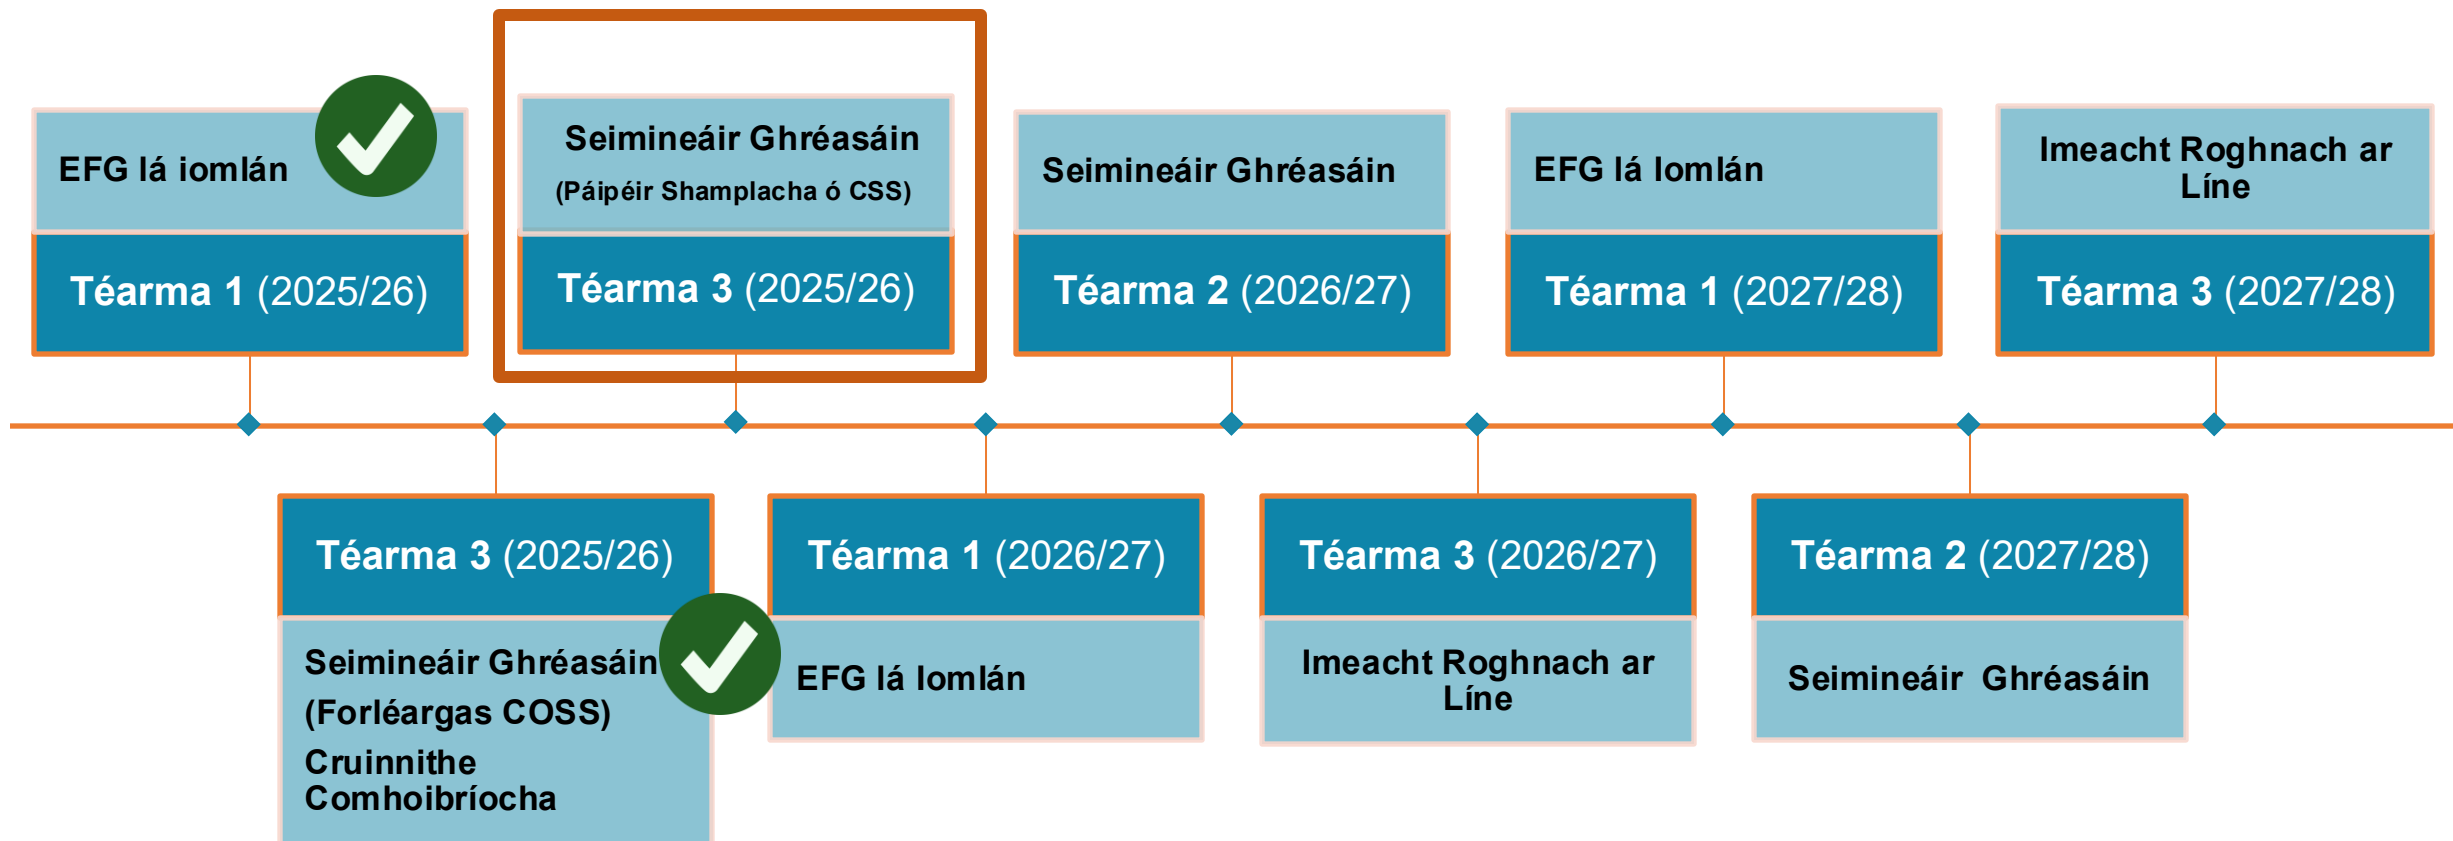 EFG lá iomlán
Téarma 1 (2025/26)
Seimineáir Ghréasáin
(Páipéir Shamplacha ó CSS)
Téarma 3 (2025/26)
Seimineáir Ghréasáin
Téarma 2 (2026/27)
EFG lá Iomlán
Téarma 1 (2027/28)
Imeacht Roghnach ar
Líne
Téarma 3 (2027/28)
Téarma 3 (2025/26)
Seimineáir Ghréasáin
(Forléargas COSS)
Cruinnithe
Comhoibríocha
Téarma 1 (2026/27)
EFG lá Iomlán
Téarma 3 (2026/27)
Imeacht Roghnach ar
Líne
Téarma 2 (2027/28)
Seimineáir Ghréasáin